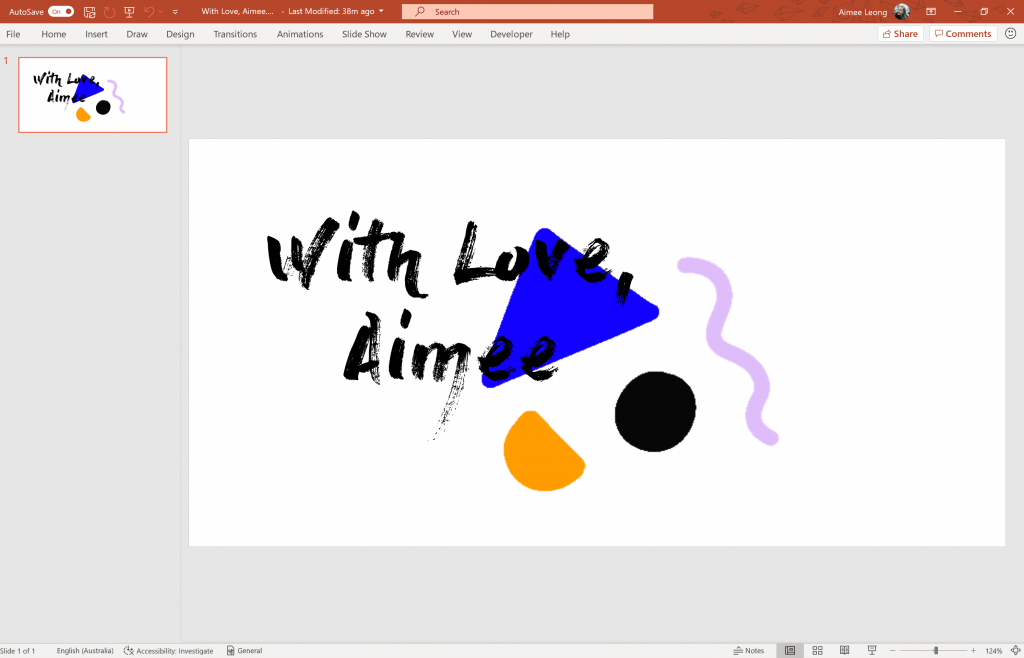 AutoSave On With Love, Aimee.... - Last Modified: 38m ago Search Aimee Leong
File Home Insert Draw Design Transitions Animations Slide Show Review View Developer Help Share Comments
1
With Love,
Aimee
With Love,
Aimee
Slide 1 of 1 English (Australia) Accessibility: Investigate General Notes 124%